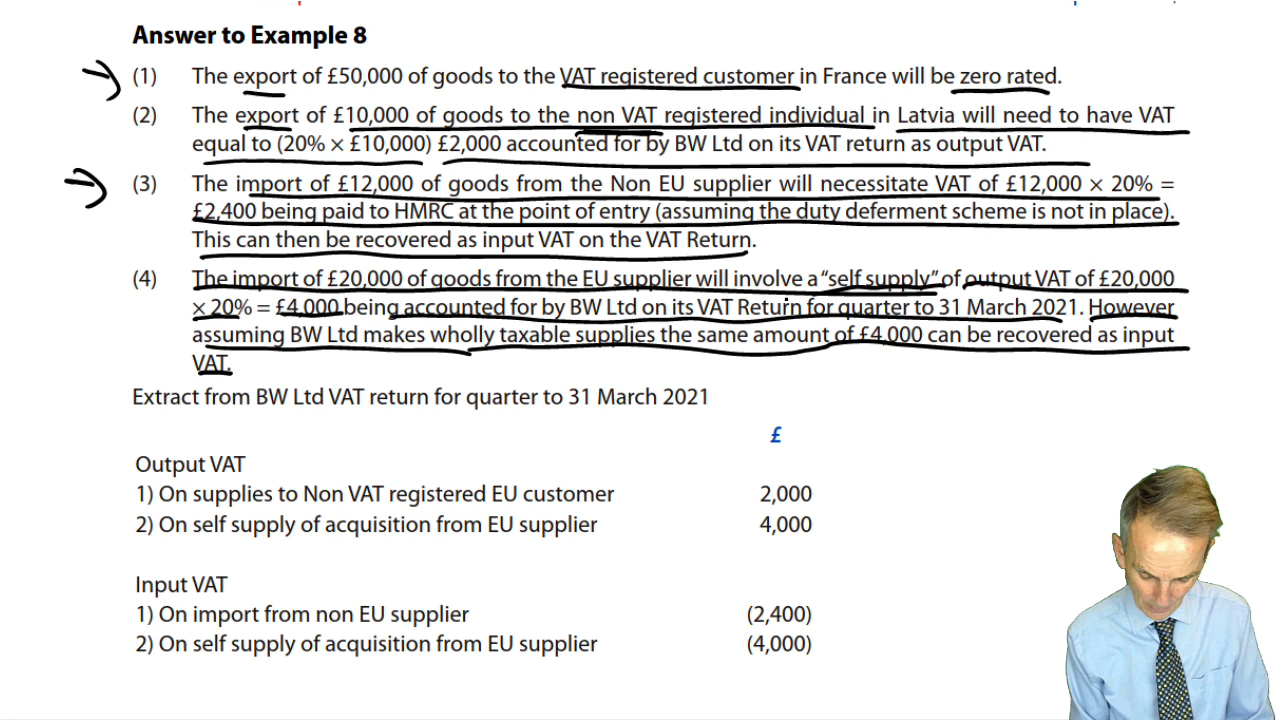 Answer to Example 8
(1) The export of £50,000 of goods to the VAT registered customer in France will be zero rated.
(2) The export of £10,000 of goods to the non VAT registered individual in Latvia will need to have VAT
equal to (20% × £10,000) £2,000 accounted for by BW Ltd on its VAT return as output VAT.
(3) The import of £12,000 of goods from the Non EU supplier will necessitate VAT of £12,000 × 20% =
£2,400 being paid to HMRC at the point of entry (assuming the duty deferment scheme is not in place).
This can then be recovered as input VAT on the VAT Return.
(4) The import of £20,000 of goods from the EU supplier will involve a “self supply” of output VAT of £20,000
× 20% = £4,000 being accounted for by BW Ltd on its VAT Return for quarter to 31 March 2021. However
assuming BW Ltd makes wholly taxable supplies the same amount of £4,000 can be recovered as input
VAT.
Extract from BW Ltd VAT return for quarter to 31 March 2021
£
Output VAT
1) On supplies to Non VAT registered EU customer 2,000
2) On self supply of acquisition from EU supplier 4,000
Input VAT
1) On import from non EU supplier (2,400)
2) On self supply of acquisition from EU supplier (4,000)